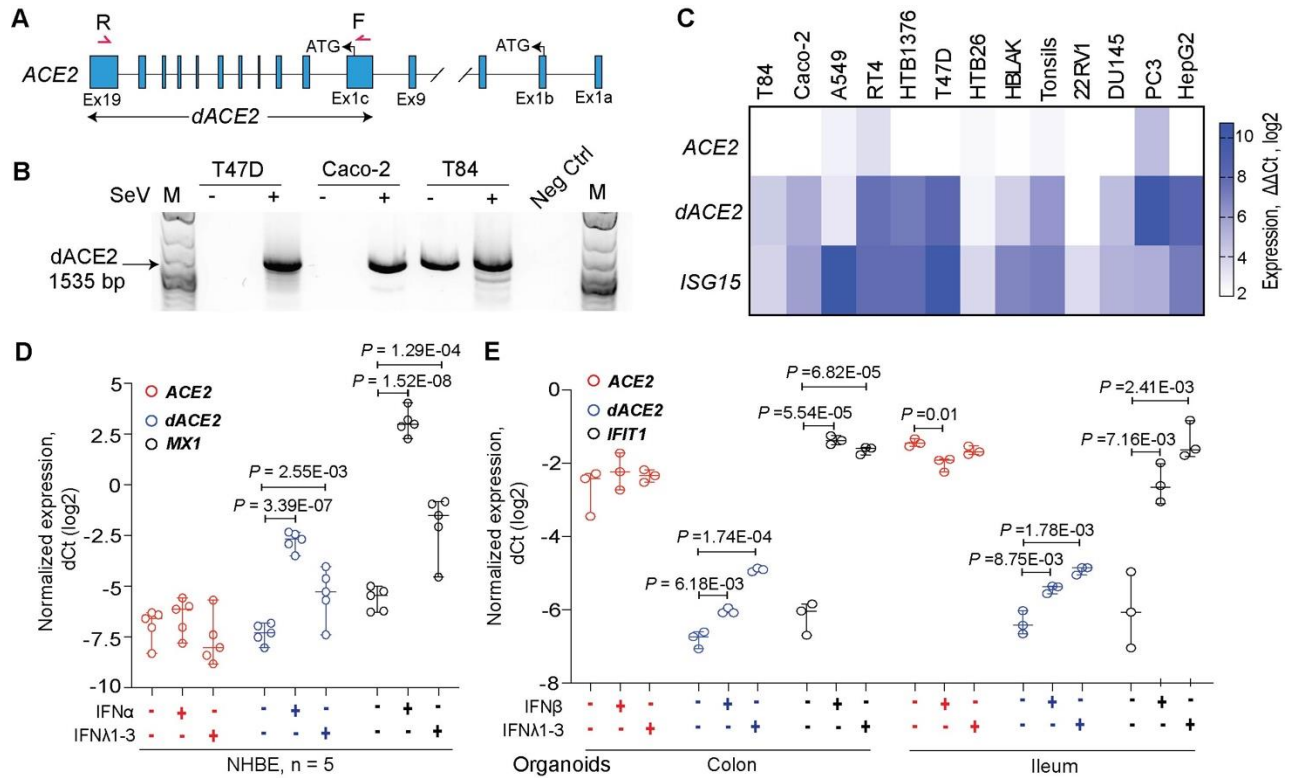 A
R
F
ATG
ATG
ACE2
Ex19
Ex1c
Ex9
Ex1b
Ex1a
dACE2
B
T47D
Caco-2
T84
Neg Ctrl
SeV
M
-
+
-
+
-
+
M
dACE2
1535 bp
C
T84
Caco-2
A549
RT4
HTB1376
T47D
HTB26
HBLAK
Tonsils
22RV1
DU145
PC3
HepG2
ACE2
dACE2
ISG15
10
8
6
4
2
Expression, ΔΔCt , log2
D
P = 1.29E-04
P = 1.52E-08
ACE2
dACE2
MX1
P = 2.55E-03
P = 3.39E-07
5
2.5
0
-2.5
-5
-7.5
-10
Normalized expression,
dCt (log2)
IFNα - + - - + - - + -
IFNλ1-3 - - + - - + - - +
NHBE, n = 5
E
ACE2
dACE2
IFIT1
P =6.82E-05
P =5.54E-05
P =0.01
P =2.41E-03
P =7.16E-03
P =1.74E-04
P = 6.18E-03
P =1.78E-03
P =8.75E-03
0
-2
-4
-6
-8
Normalized expression,
dCt (log2)
IFNβ - + - - + - - + - - + - - + - - + -
IFNλ1-3 - - + - - + - - + - - + - - + - - +
Organoids Colon Ileum